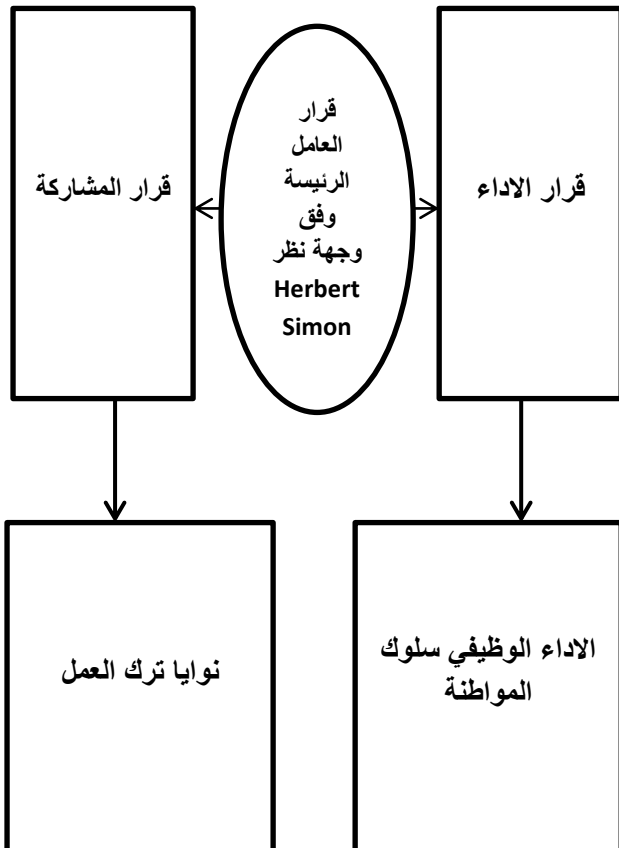 قرار
العامل
الرئيسة
وفق
وجهة نظر
Herbert
Simon
قرار الاداء
قرار المشاركة
الاداء الوظيفي سلوك
المواطنة
نوايا ترك العمل